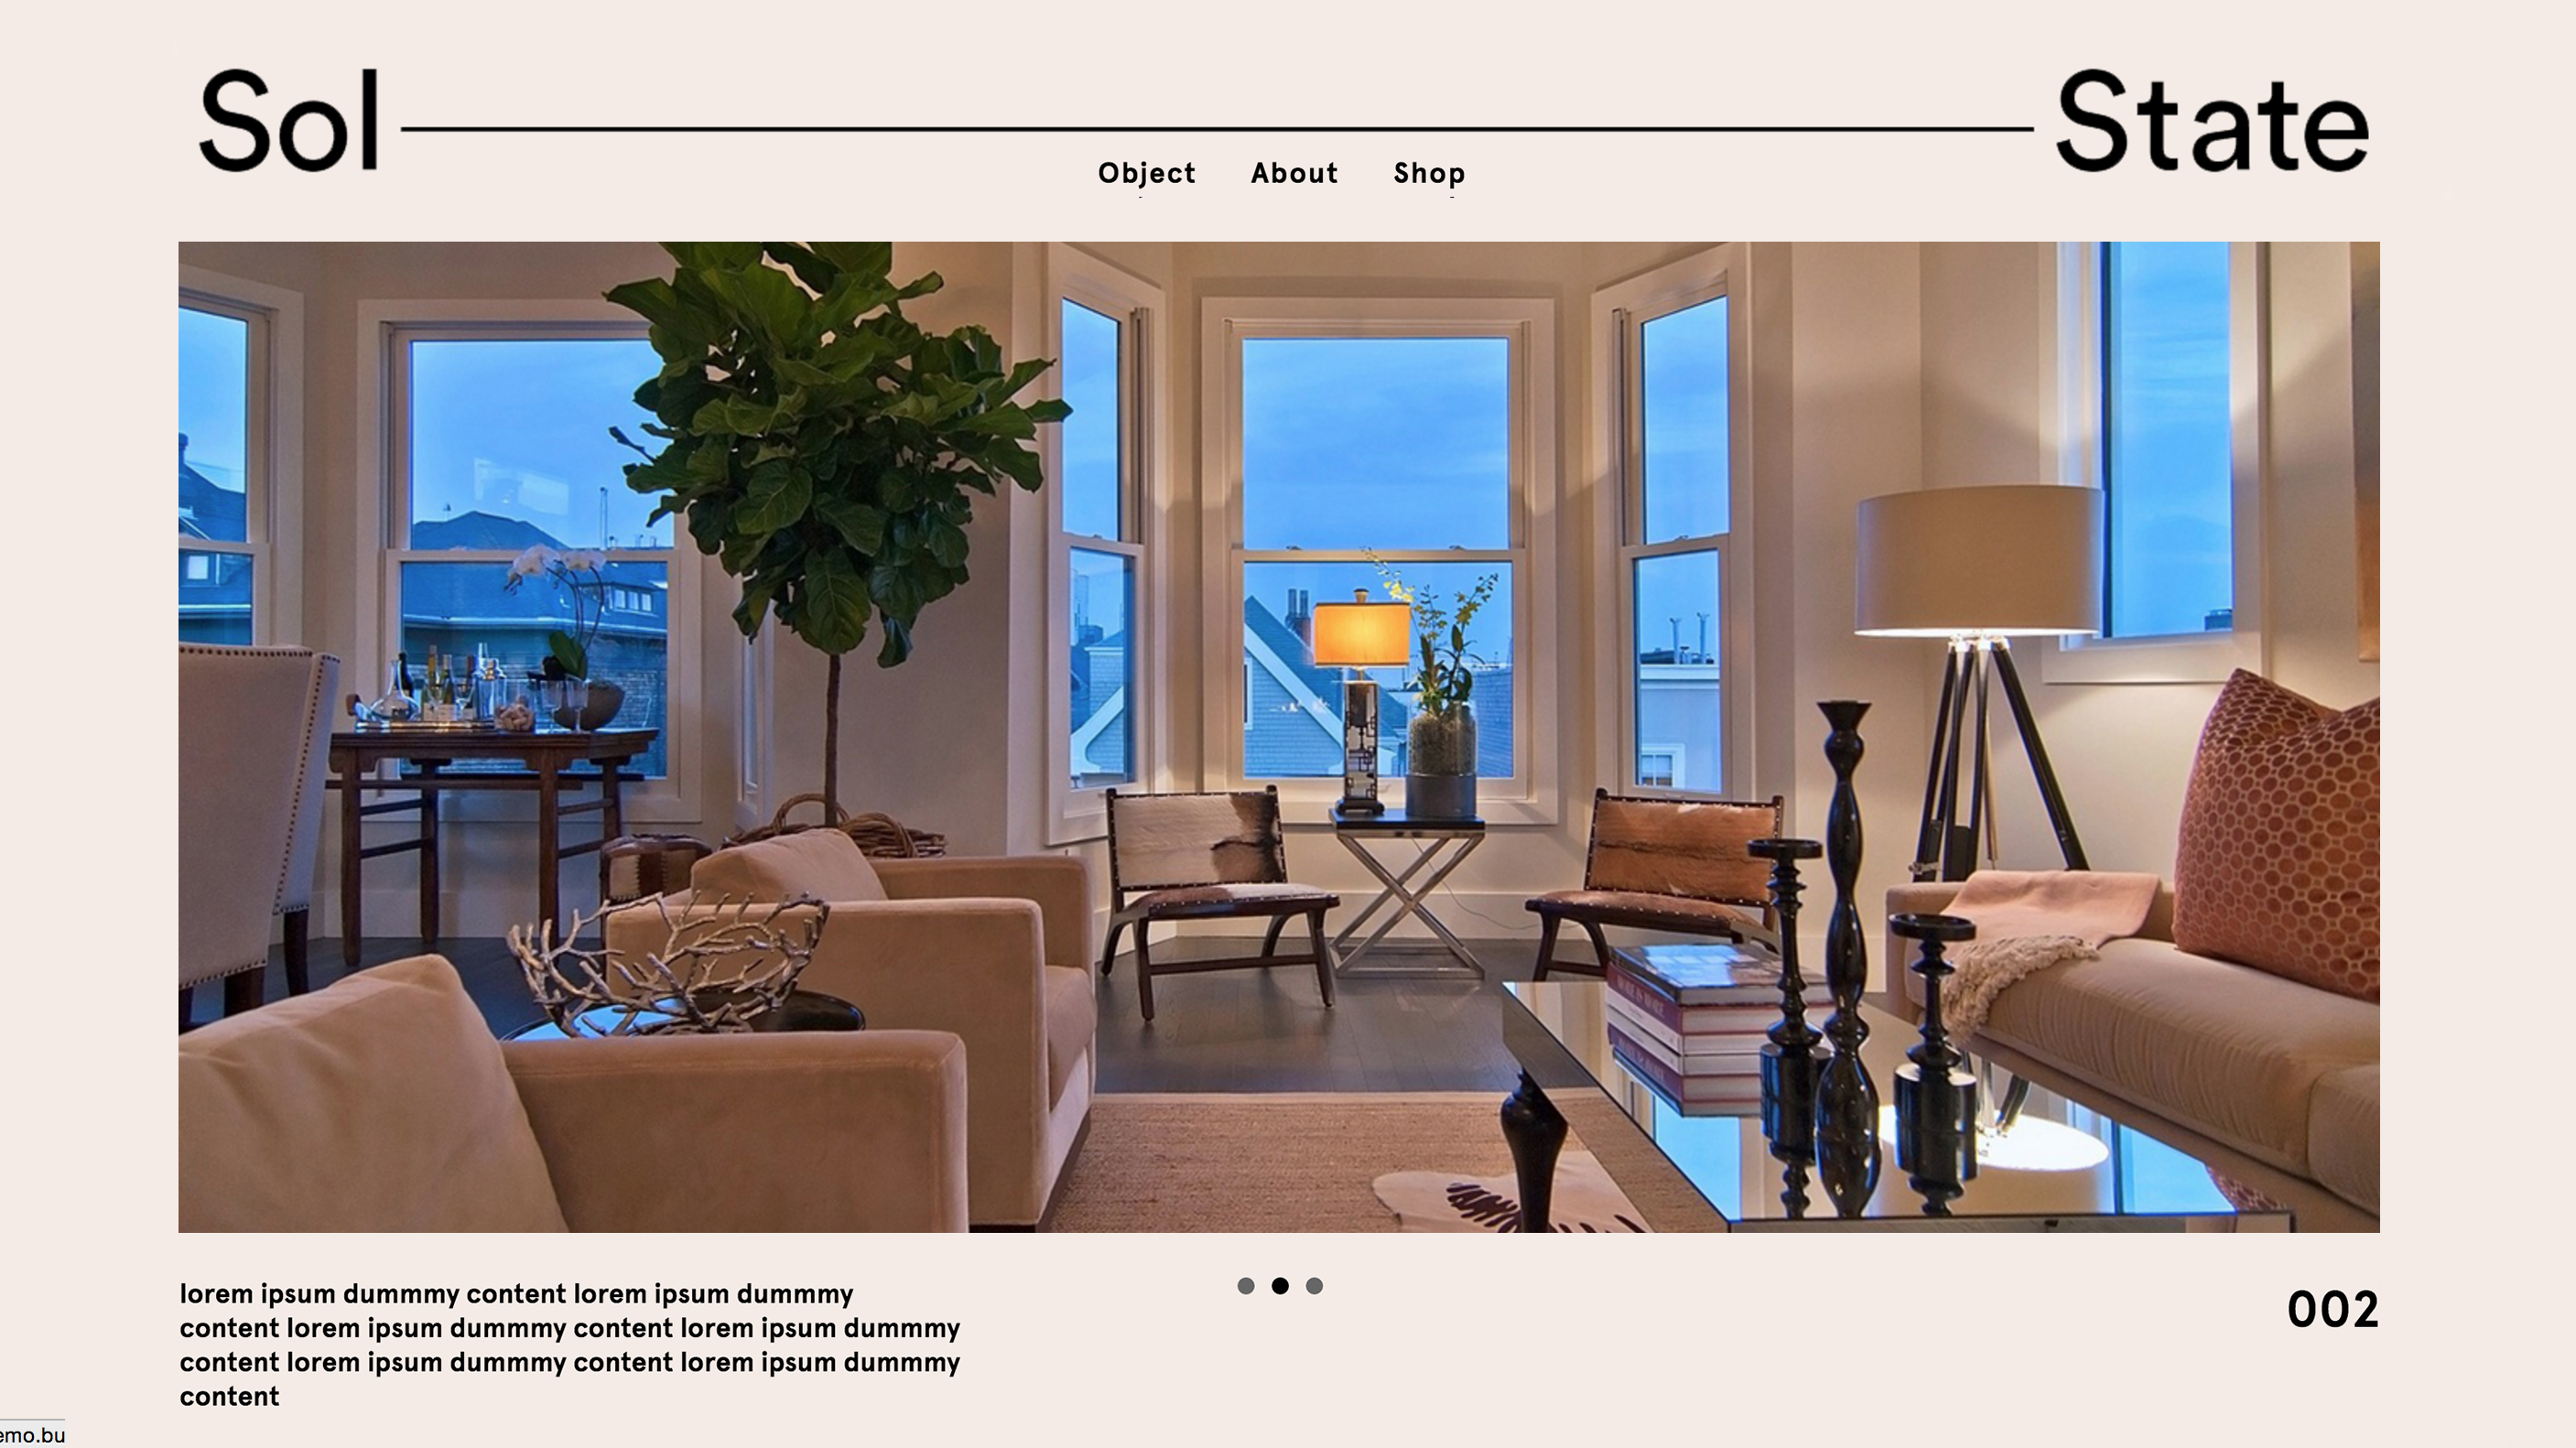 Sol State
Object About Shop
lorem ipsum dummmy content lorem ipsum dummmy
content lorem ipsum dummmy content lorem ipsum dummmy
content lorem ipsum dummmy content lorem ipsum dummmy
content
002
emo.bu